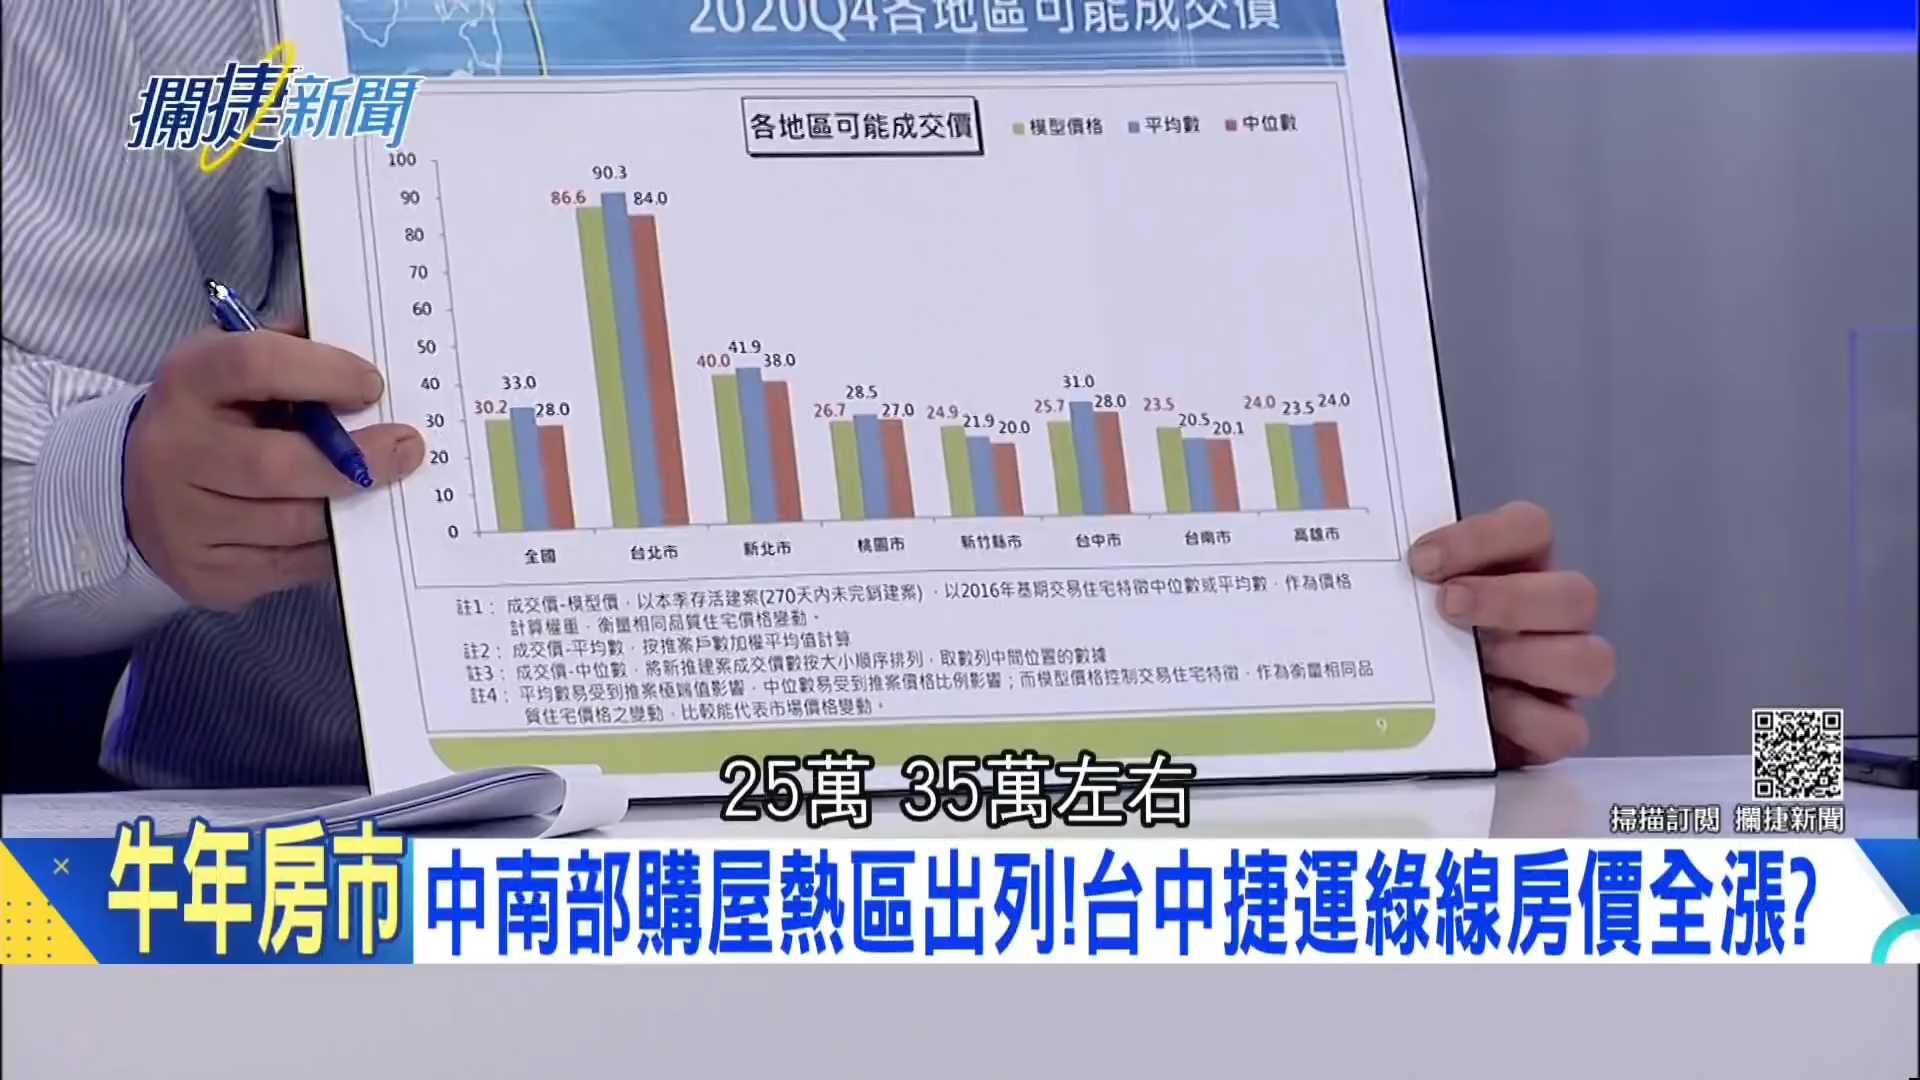 2020Q4各地區可能成交價
攔捷新聞
各地區可能成交價
模型價格 平均數 中位數
100
90
80
70
60
50
40
30
20
10
0
30.2 33.0 28.0
86.6 90.3 84.0
40.0 41.9 38.0
26.7 28.5 27.0
24.9 21.9 20.0
25.7 31.0 28.0
23.5 20.5 20.1
24.0 23.5 24.0
全國 台北市 新北市 桃園市 新竹縣市 台中市 台南市 高雄市
註1： 成交價-模型價，以本季存活建案(270天內未完銷建案) ，以2016年基期交易住宅特徵中位數或平均數，作為價格
計算權重，衡量相同品質住宅價格變動。
註2： 成交價-平均數，按推案戶數加權平均值計算
註3： 成交價-中位數，將新推建案成交價數按大小順序排列，取數列中間位置的數據
註4： 平均數易受到推案極端值影響，中位數易受到推案價格比例影響；而模型價格控制交易住宅特徵，作為衡量相同品
質住宅價格之變動，比較能代表市場價格變動。
9
25萬 35萬左右
掃描訂閱 攔捷新聞
牛年房市
中南部購屋熱區出列!台中捷運綠線房價全漲?